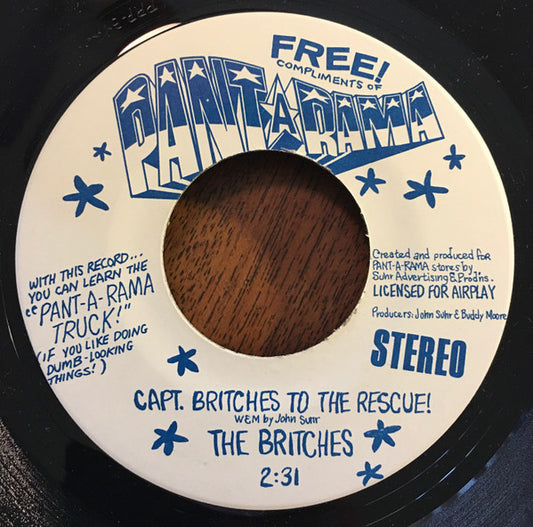 FREE!
COMPLIMENTS OF
PANT★A★RAMA
WITH THIS RECORD...
YOU CAN LEARN THE
"PANT-A-RAMA
TRUCK!"
(IF YOU LIKE DOING
DUMB-LOOKING
THINGS!)
Created and produced for
PANT-A-RAMA stores by
Suhr Advertising & Prodns.
LICENSED FOR AIRPLAY
Producers: John Suhr & Buddy Moore
STEREO
CAPT. BRITCHES TO THE RESCUE!
W&M by John Suhr
THE BRITCHES
2:31